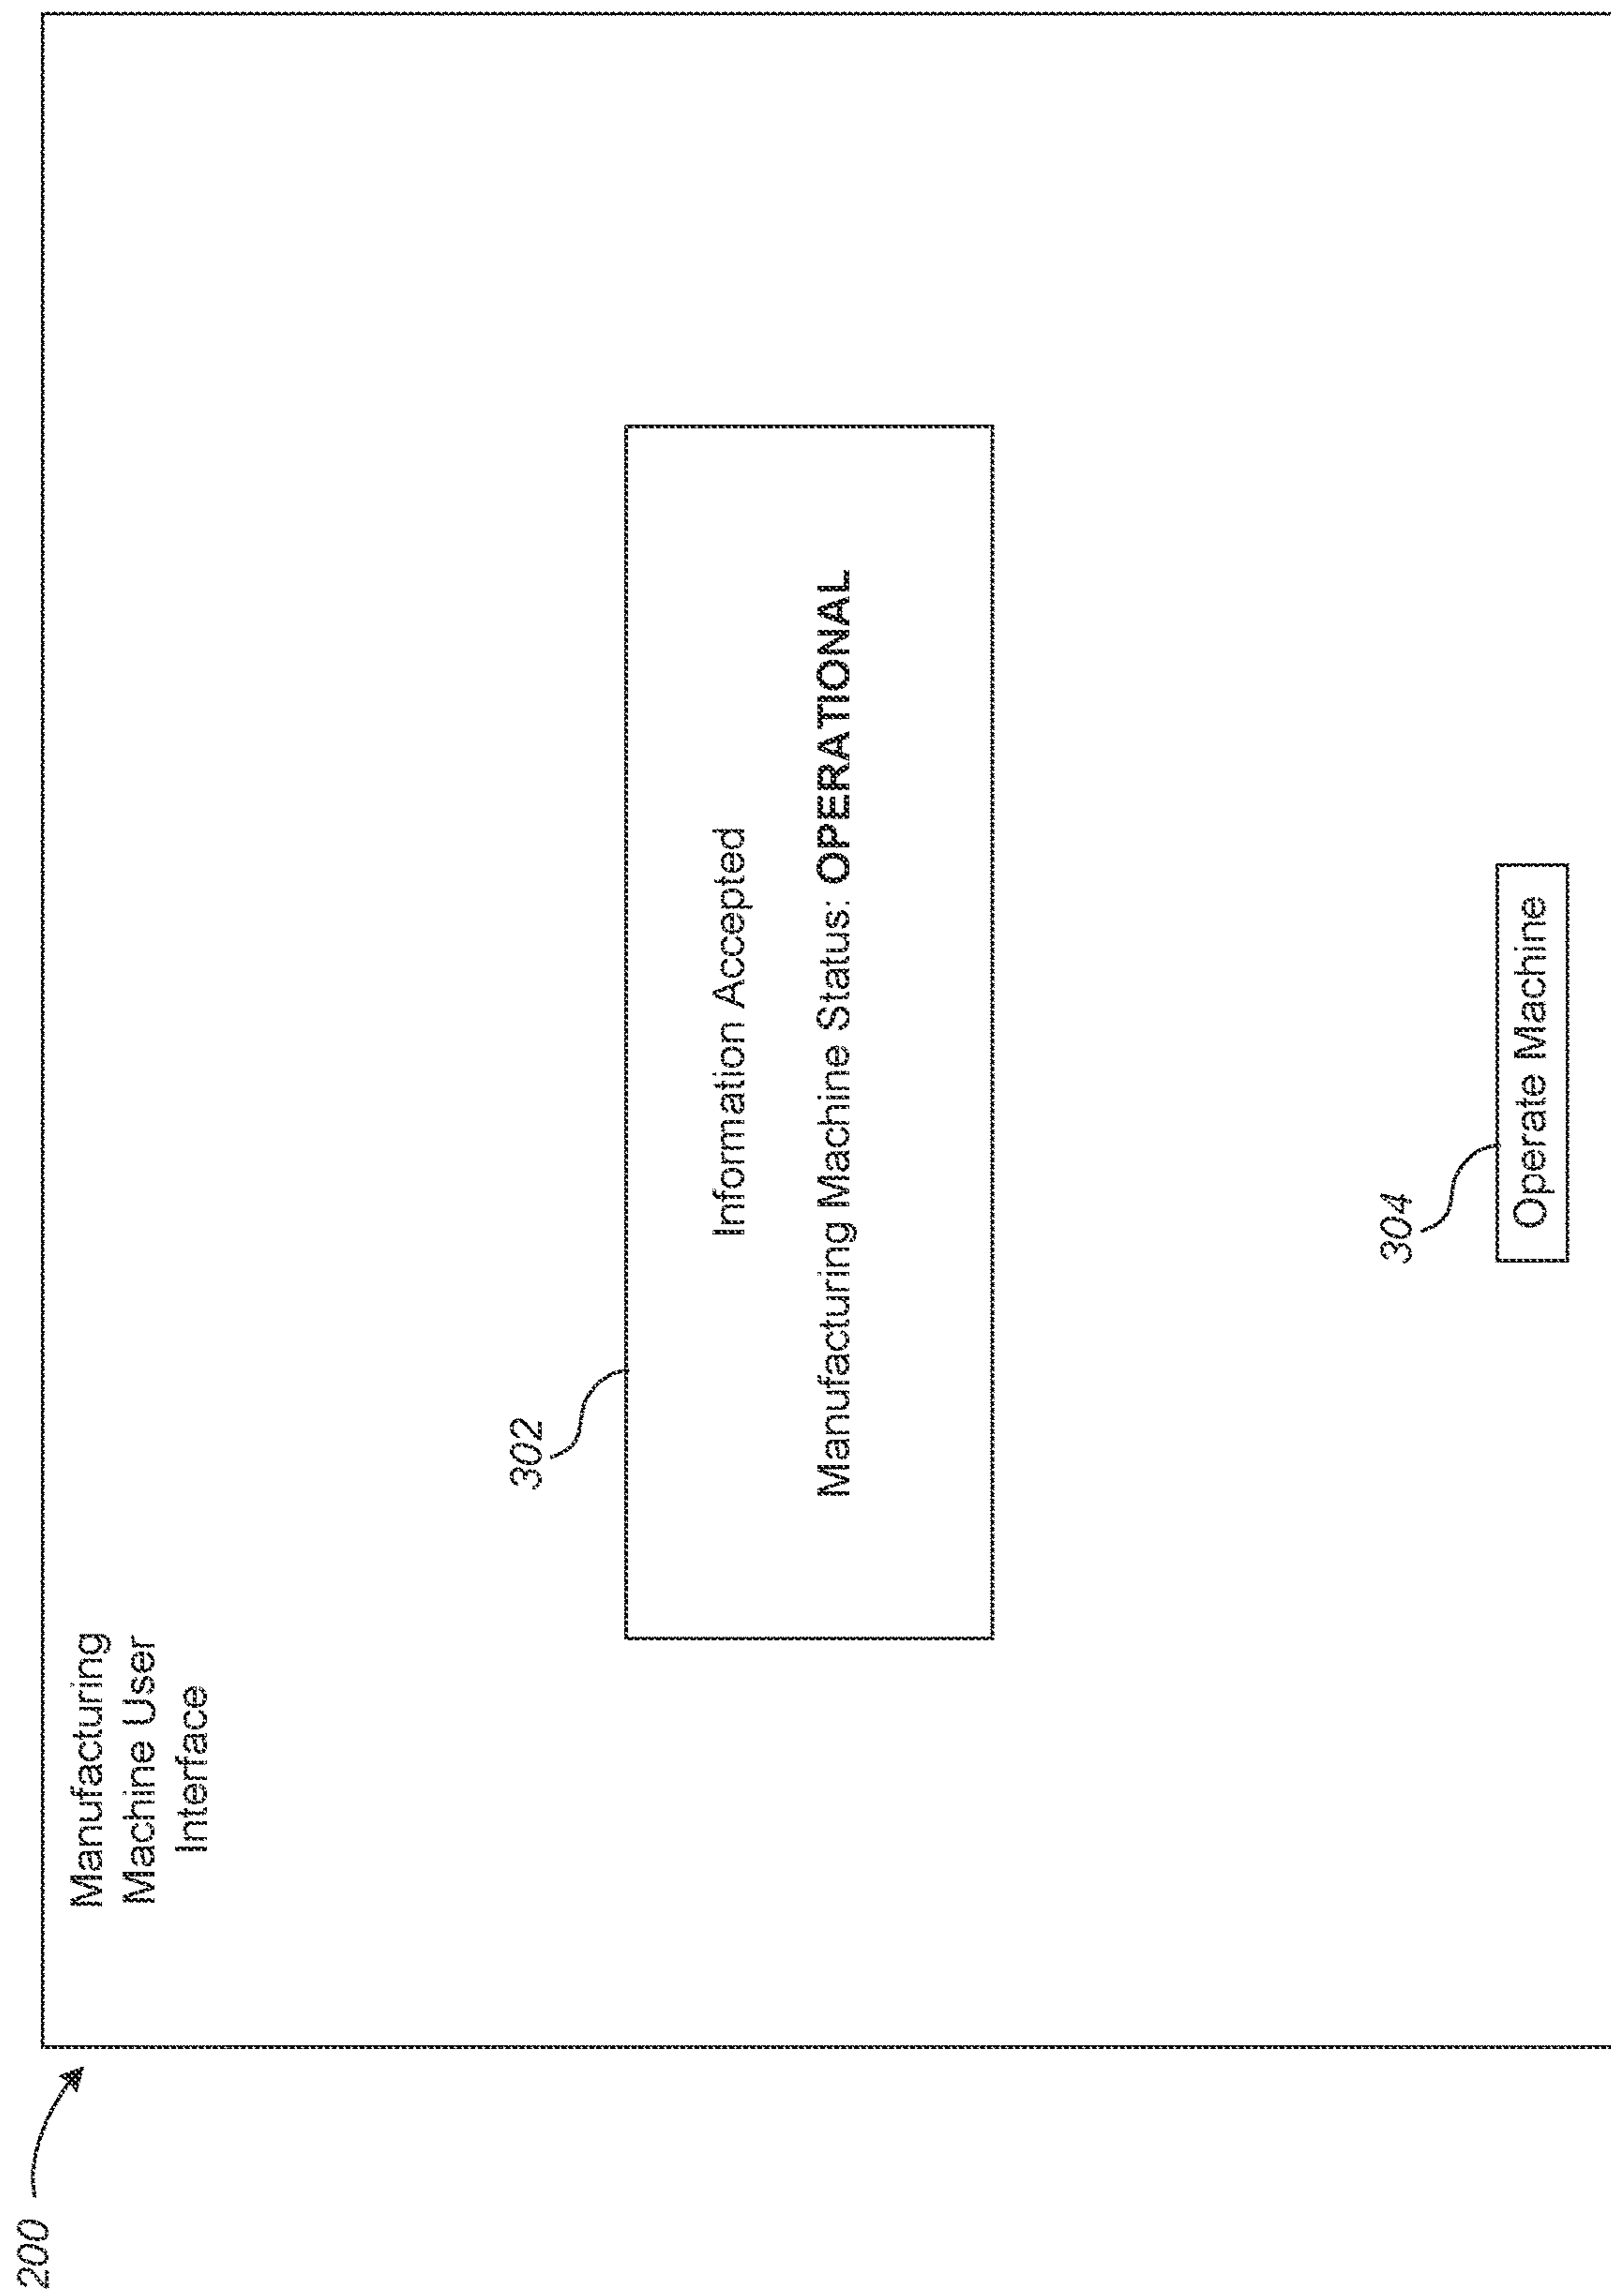 200
Manufacturing
Machine User
Interface
302
Information Accepted
Manufacturing Machine Status: OPERATIONAL
304
Operate Machine